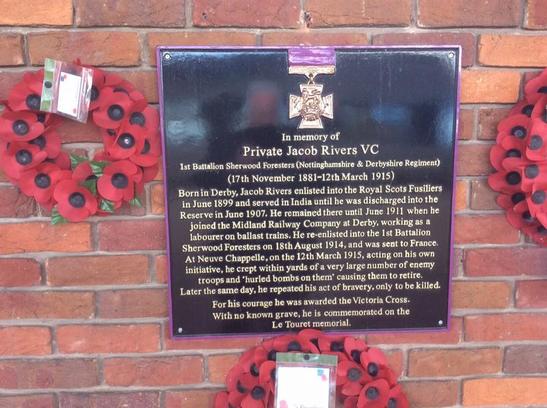 In memory of
Private Jacob Rivers VC
1st Battalion Sherwood Foresters (Nottinghamshire & Derbyshire Regiment)
(17th November 1881-12th March 1915)
Born in Derby, Jacob Rivers enlisted into the Royal Scots Fusiliers
in June 1899 and served in India until he was discharged into the
Reserve in June 1907. He remained there until June 1911 when he
joined the Midland Railway Company at Derby, working as a
labourer on ballast trains. He re-enlisted into the 1st Battalion
Sherwood Foresters on 18th August 1914, and was sent to France.
At Neuve Chappelle, on the 12th March 1915, acting on his own
initiative, he crept within yards of a very large number of enemy
troops and 'hurled bombs on them' causing them to retire.
Later the same day, he repeated his act of bravery, only to be killed.
For his courage he was awarded the Victoria Cross.
With no known grave, he is commemorated on the
Le Touret memorial.